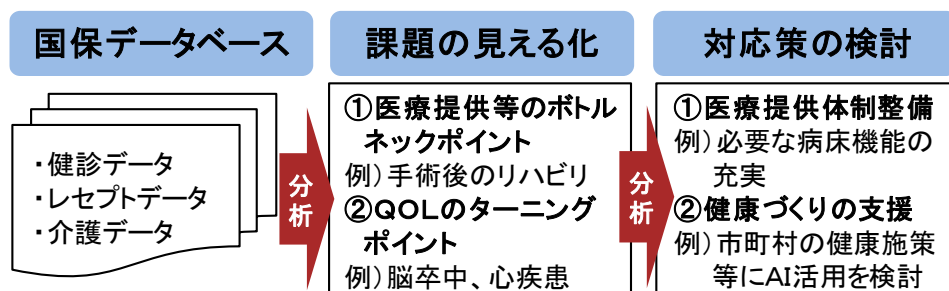 国保データベース
・健診データ
・レセプトデータ
・介護データ
分析
課題の見える化
①医療提供等のボトル
ネックポイント
例)手術後のリハビリ
②QOLのターニング
ポイント
例)脳卒中、心疾患
分析
対応策の検討
①医療提供体制整備
例)必要な病床機能の
充実
②健康づくりの支援
例)市町村の健康施策
等にAI活用を検討